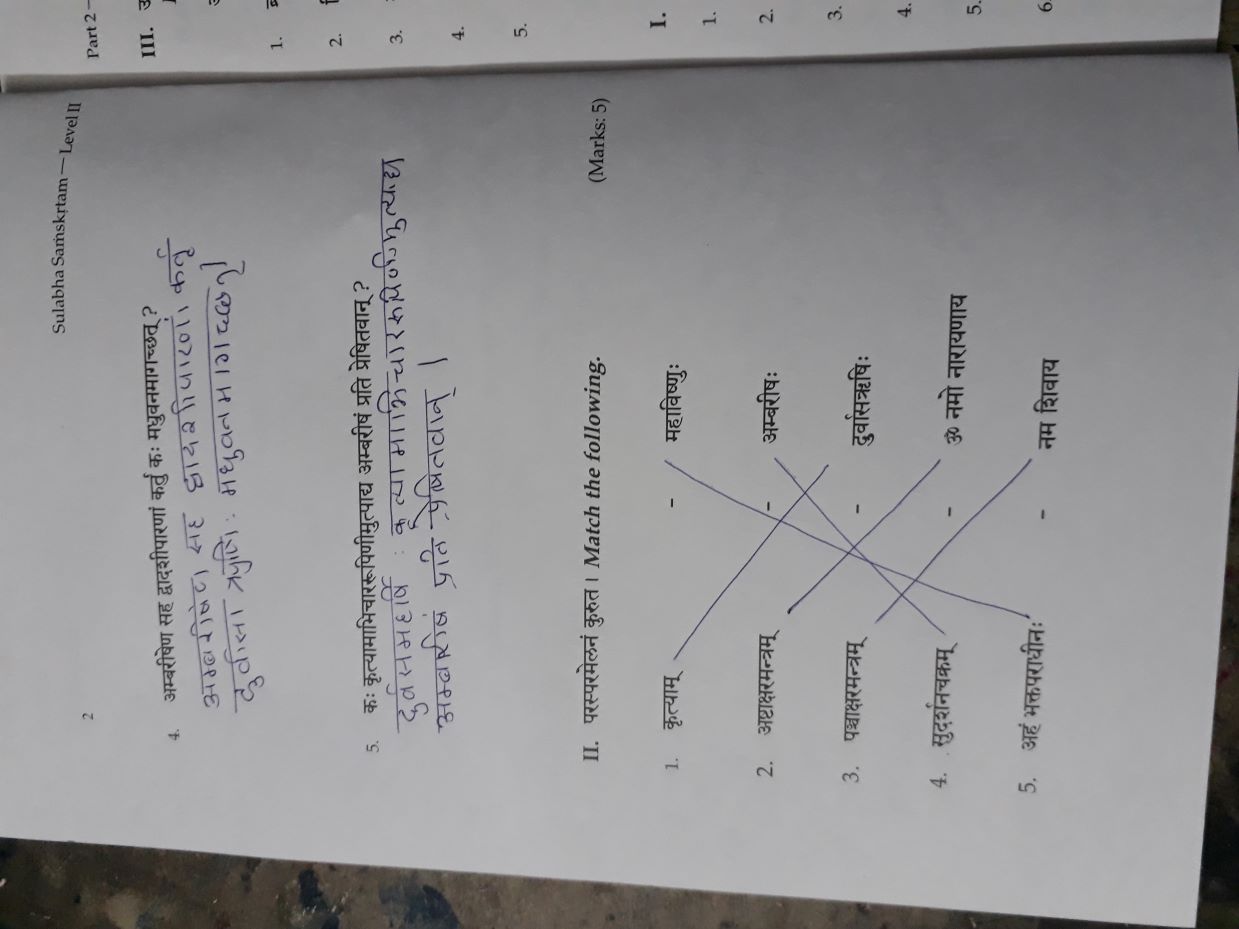 Sulabha Saṁskṛtam — Level II
2
4. अम्बरीषेण सह द्वादशीपारणां कर्तुं कः मधुवनमागच्छत् ?
अम्बरीषेण सह द्वादशीपारणां कर्तृ
दुर्वासा ऋषि : मधुवनमागच्छत् ।
5. कः कृत्यामाभिचाररूपिणीमुत्पाद्य अम्बरीषं प्रति प्रेषितवान् ?
दुर्वसमहर्षि : कृत्यामाभिचाररूपिणीमुत्पाद्य
अम्बरीषं प्रति प्रेषितवान् ।
II. परस्परमेलनं कुरुत । Match the following. (Marks: 5)
1. कृत्याम् - महाविष्णुः
2. अष्टाक्षरमन्त्रम् - अम्बरीषः
3. पञ्चाक्षरमन्त्रम् - दुर्वासऋषिः
4. सुदर्शनचक्रम् - ॐ नमो नारायणाय
5. अहं भक्तपराधीनः - नम शिवाय
Part 2 –
III.
1.
2.
3.
4.
5.
I.
1.
2.
3.
4.
5.
6.